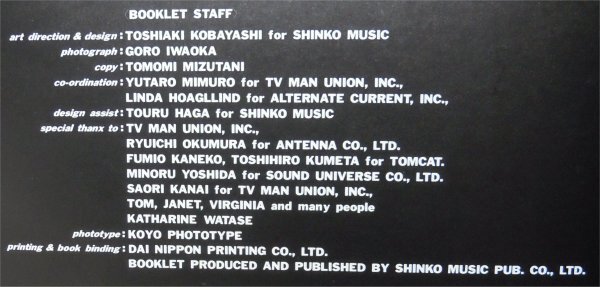 (BOOKLET STAFF)
art direction & design: TOSHIAKI KOBAYASHI for SHINKO MUSIC
photograph: GORO IWAOKA
copy: TOMOMI MIZUTANI
co-ordination: YUTARO MIMURO for TV MAN UNION, INC.,
LINDA HOAGLLIND for ALTERNATE CURRENT, INC.,
design assist: TOURU HAGA for SHINKO MUSIC
special thanx to: TV MAN UNION, INC.,
RYUICHI OKUMURA for ANTENNA CO., LTD.
FUMIO KANEKO, TOSHIHIRO KUMETA for TOMCAT.
MINORU YOSHIDA for SOUND UNIVERSE CO., LTD.
SAORI KANAI for TV MAN UNION, INC.,
TOM, JANET, VIRGINIA and many people
KATHARINE WATASE
phototype: KOYO PHOTOTYPE
printing & book binding: DAI NIPPON PRINTING CO., LTD.
BOOKLET PRODUCED AND PUBLISHED BY SHINKO MUSIC PUB. CO., LTD.